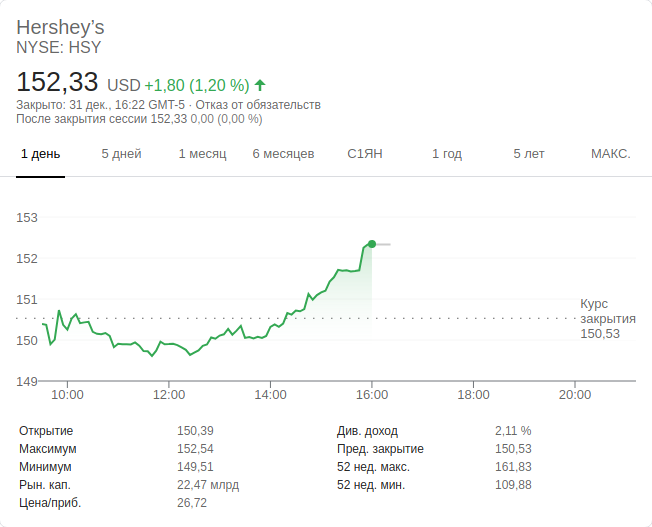 Hershey’s
NYSE: HSY
152,33 USD +1,80 (1,20 %)
Закрыто: 31 дек., 16:22 GMT-5 · Отказ от обязательств
После закрытия сессии 152,33 0,00 (0,00 %)
1 день 5 дней 1 месяц 6 месяцев С1ЯН 1 год 5 лет МАКС.
153
152
151
150
149
Курс
закрытия
150,53
10:00 12:00 14:00 16:00 18:00 20:00
Открытие 150,39 Див. доход 2,11 %
Максимум 152,54 Пред. закрытие 150,53
Минимум 149,51 52 нед. макс. 161,83
Рын. кап. 22,47 млрд 52 нед. мин. 109,88
Цена/приб. 26,72